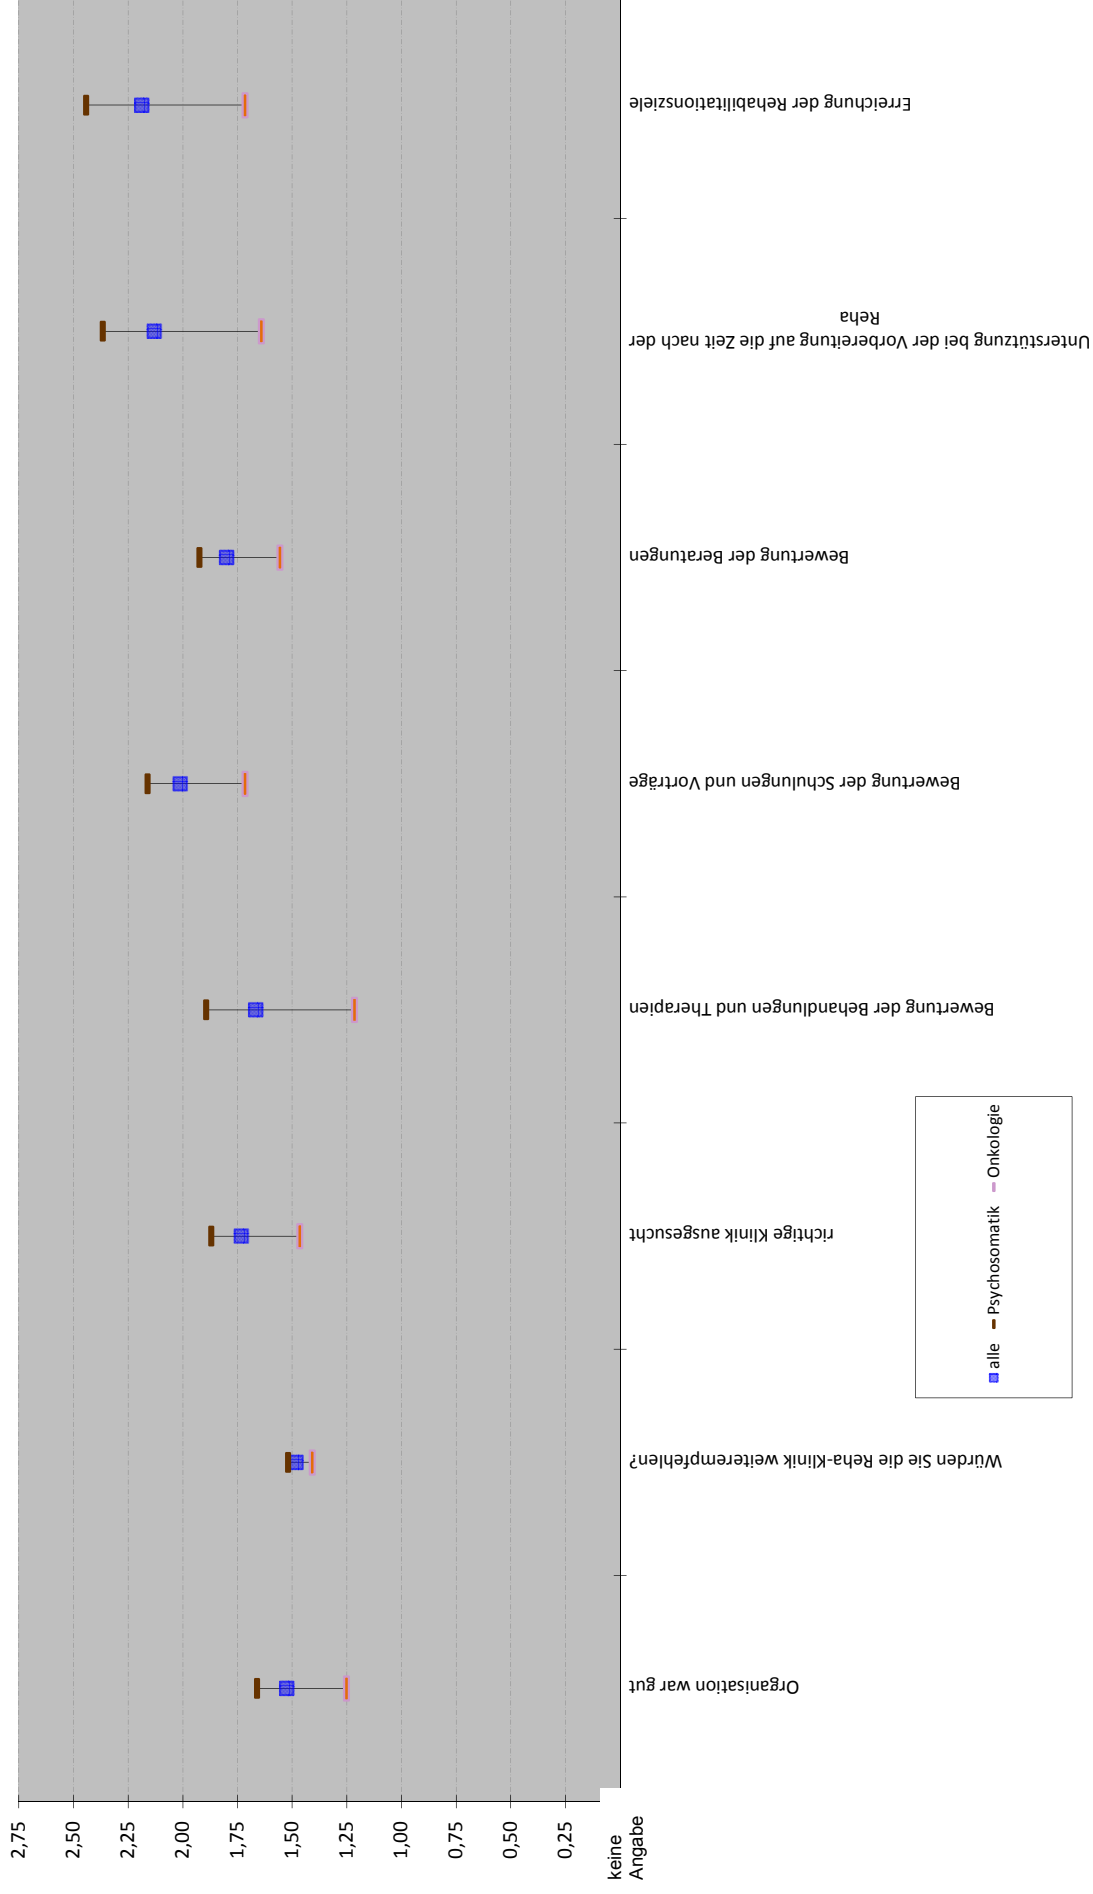 2,75
2,50
2,25
2,00
1,75
1,50
1,25
1,00
0,75
0,50
0,25
keine
Angabe
Organisation war gut
Würden Sie die Klinik-Reha-Klinik weiterempfehlen?
richtige Klinik ausgesucht
Bewertung der Behandlungen und Therapien
Bewertung der Schulungen und Vorträge
Bewertung der Beratungen
Unterstützung bei der Vorbereitung auf die Zeit nach der
Reha
Erreichung der Rehabilitationsziele
alle Psychosomatik Onkologie